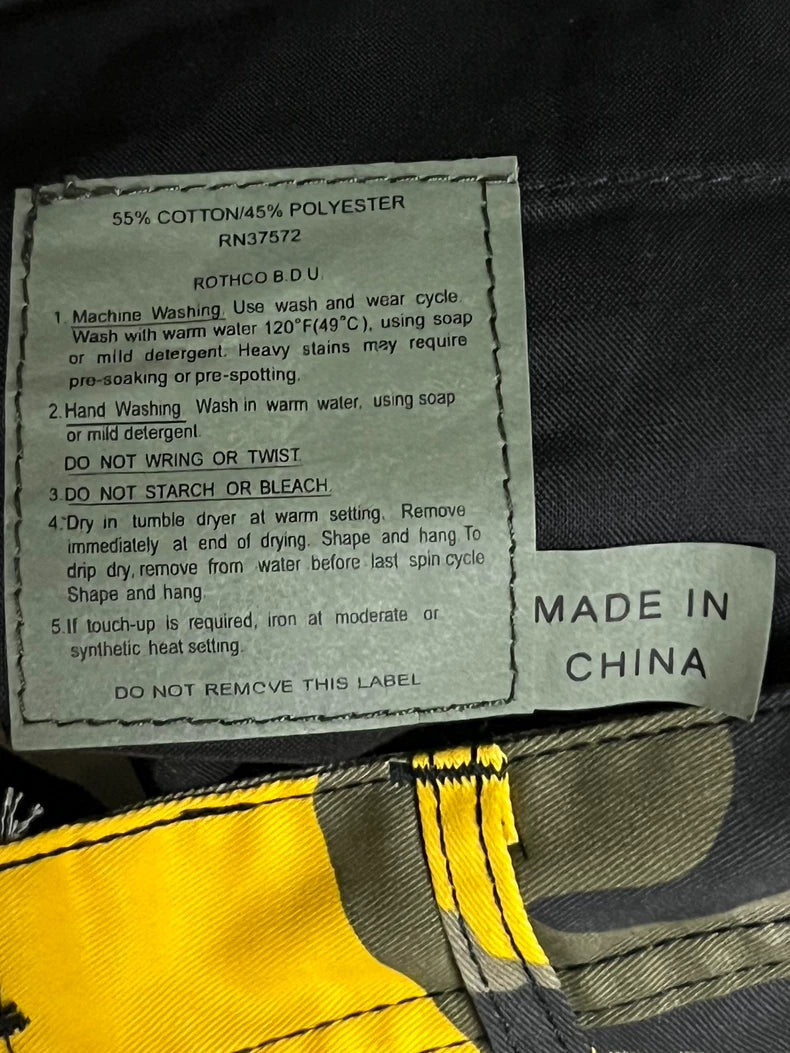 55% COTTON/45% POLYESTER
RN37572
ROTHCO B.D.U.
1. Machine Washing. Use wash and wear cycle.
Wash with warm water 120°F(49°C), using soap
or mild detergent. Heavy stains may require
pre-soaking or pre-spotting.
2. Hand Washing. Wash in warm water, using soap
or mild detergent.
DO NOT WRING OR TWIST.
3. DO NOT STARCH OR BLEACH.
4. Dry in tumble dryer at warm setting. Remove
immediately at end of drying. Shape and hang. To
drip dry, remove from water before last spin cycle
Shape and hang.
5. If touch-up is required, iron at moderate or
synthetic heat setting.
DO NOT REMOVE THIS LABEL
MADE IN
CHINA